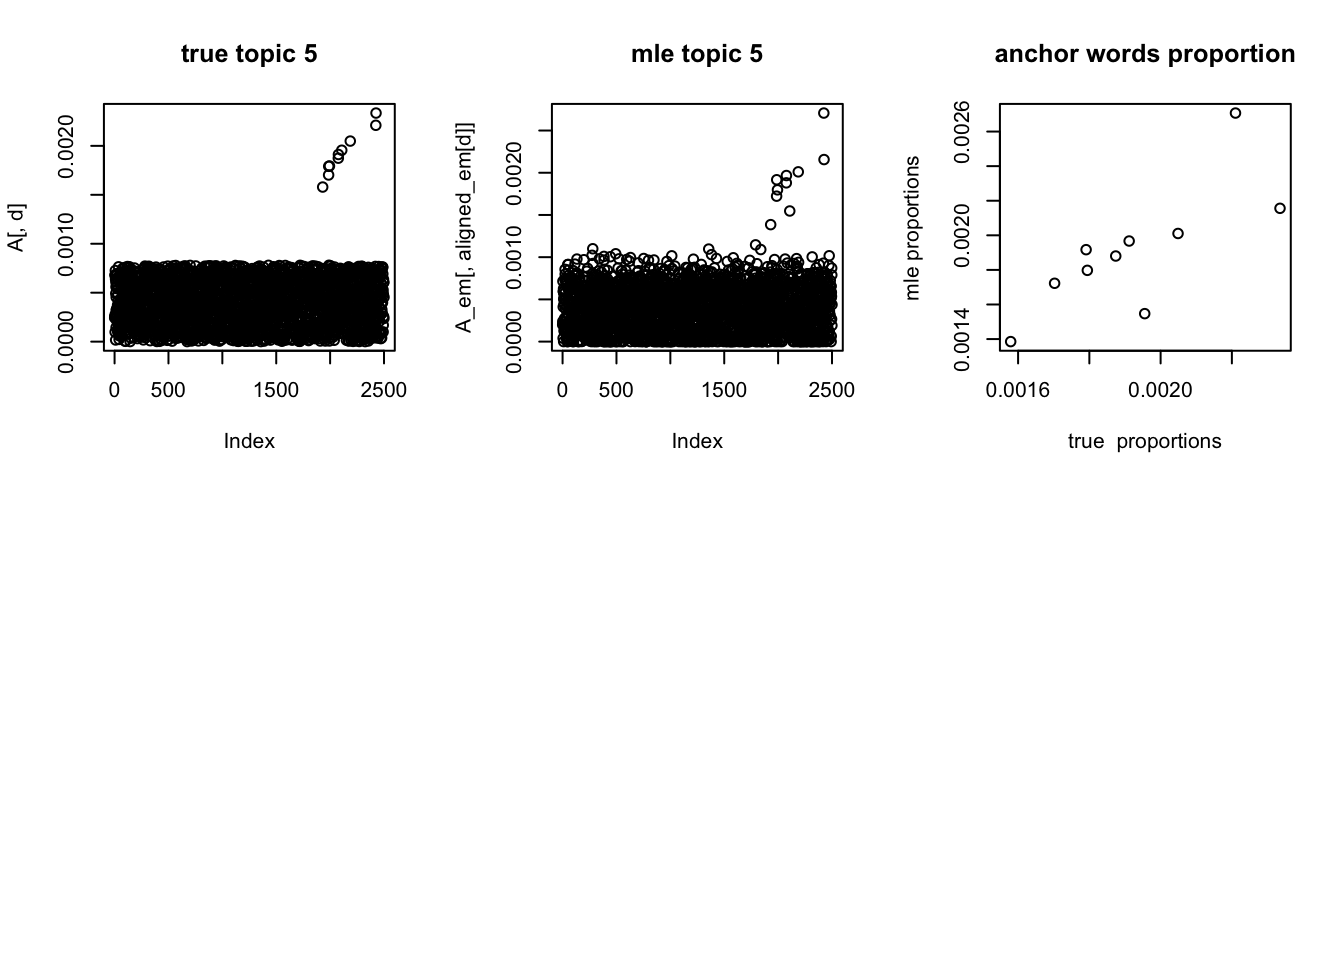 true topic 5
A[, d]
0.0000 0.0010 0.0020
0 500 1500 2500
Index
mle topic 5
A_em[, aligned_em[d]]
0.0000 0.0010 0.0020
0 500 1500 2500
Index
anchor words proportion
mle proportions
0.0014 0.0020 0.0026
0.0016 0.0020
true  proportions